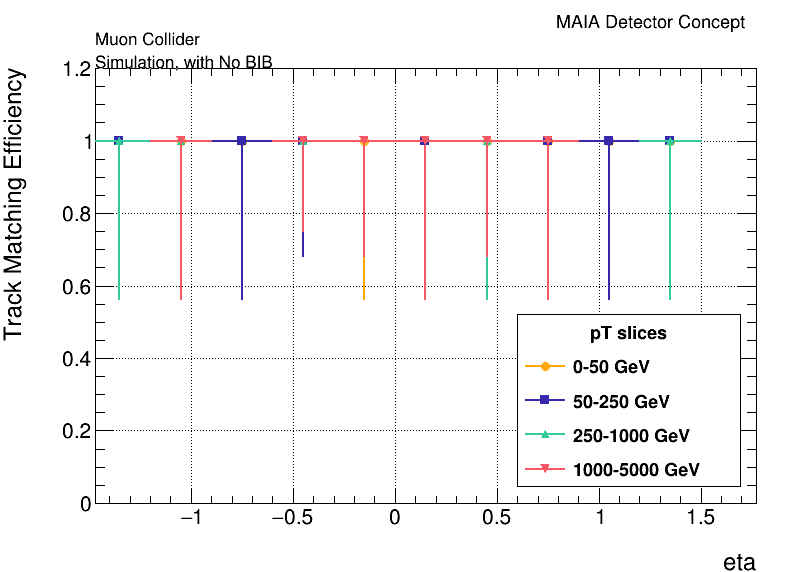 MAIA Detector Concept
Muon Collider
Simulation, with No BIB
Track Matching Efficiency
1.2
1
0.8
0.6
0.4
0.2
0
pT slices
0-50 GeV
50-250 GeV
250-1000 GeV
1000-5000 GeV
−1 −0.5 0 0.5 1 1.5
eta